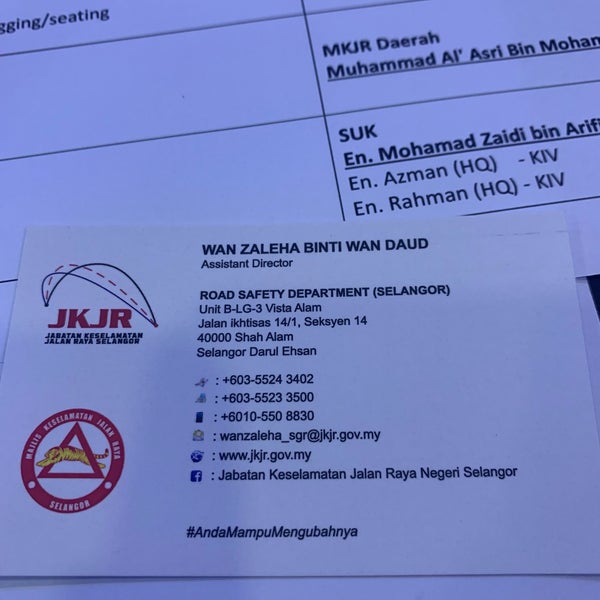 gging/seating
MKJR Daerah
Muhammad Al' Asri Bin Moham
SUK
En. Mohamad Zaidi bin Arifi
En. Azman (HQ) - KIV
En. Rahman (HQ) - KIV
WAN ZALEHA BINTI WAN DAUD
Assistant Director
ROAD SAFETY DEPARTMENT (SELANGOR)
Unit B-LG-3 Vista Alam
Jalan ikhtisas 14/1, Seksyen 14
40000 Shah Alam
Selangor Darul Ehsan
: +603-5524 3402
: +603-5523 3500
: +6010-550 8830
: wanzaleha_sgr@jkjr.gov.my
: www.jkjr.gov.my
: Jabatan Keselamatan Jalan Raya Negeri Selangor
#AndaMampuMengubahnya
JKJR
JABATAN KESELAMATAN
JALAN RAYA SELANGOR
MAJLIS KESELAMATAN JALAN RAYA
SELANGOR